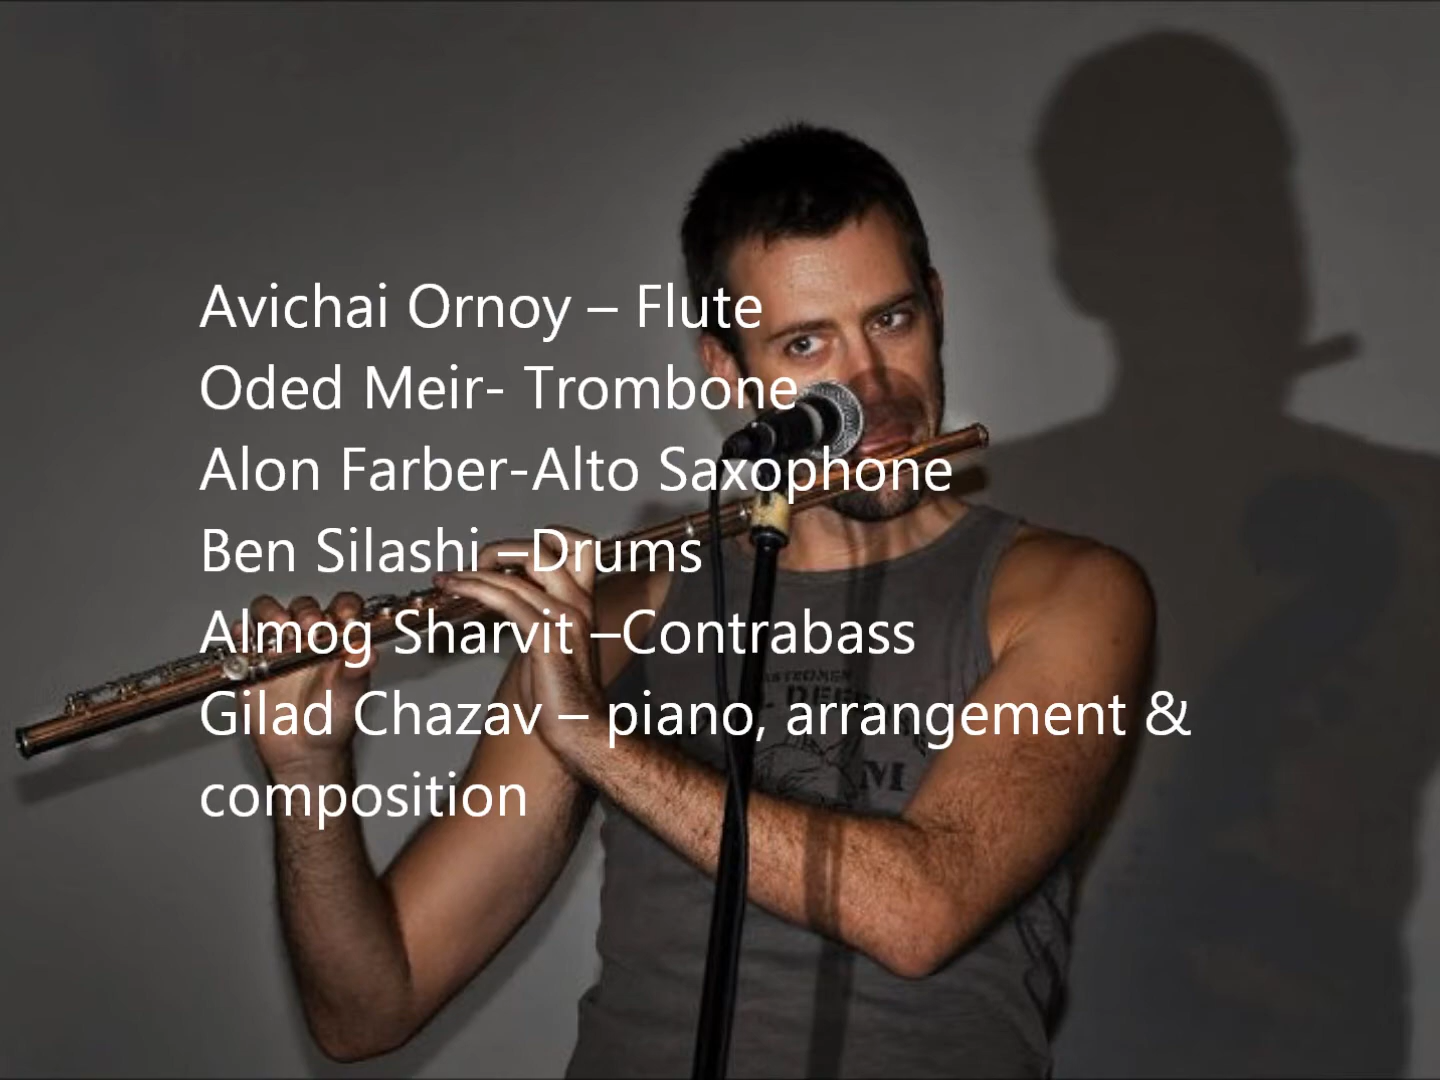 Avichai Ornoy – Flute
Oded Meir- Trombone
Alon Farber-Alto Saxophone
Ben Silashi –Drums
Almog Sharvit –Contrabass
Gilad Chazav – piano, arrangement &
composition
M